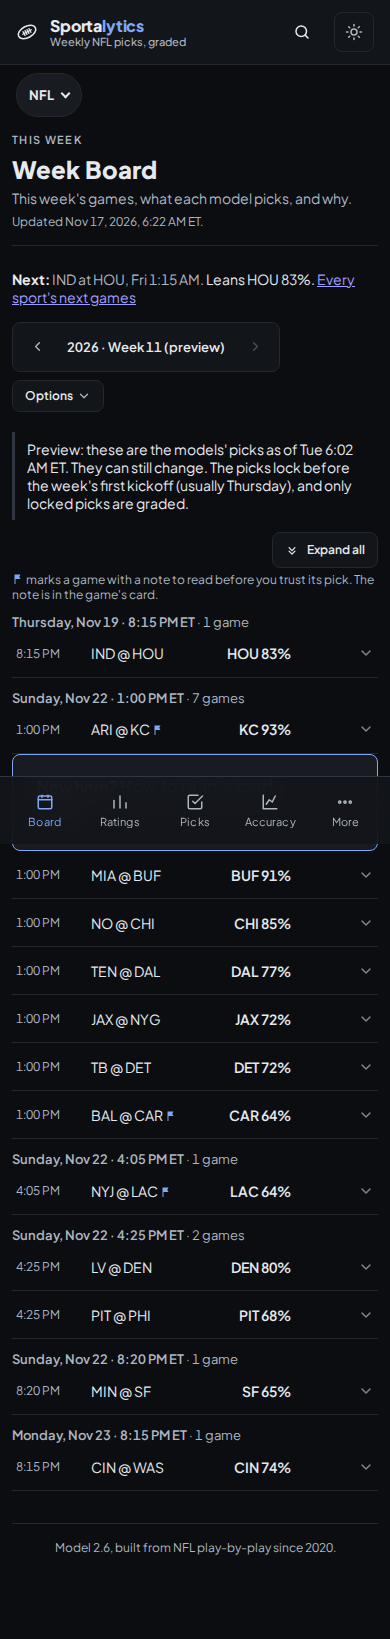 Sportalytics
Weekly NFL picks, graded
NFL
THIS WEEK
Week Board
This week's games, what each model picks, and why.
Updated Nov 17, 2026, 6:22 AM ET.
Next: IND at HOU, Fri 1:15 AM. Leans HOU 83%. Every
sport's next games
2026 · Week 11 (preview)
Options
Preview: these are the models' picks as of Tue 6:02
AM ET. They can still change. The picks lock before
the week's first kickoff (usually Thursday), and only
locked picks are graded.
Expand all
marks a game with a note to read before you trust its pick. The
note is in the game's card.
Thursday, Nov 19 · 8:15 PM ET · 1 game
8:15 PM IND @ HOU HOU 83%
Sunday, Nov 22 · 1:00 PM ET · 7 games
1:00 PM ARI @ KC KC 93%
Board Ratings Picks Accuracy More
1:00 PM MIA @ BUF BUF 91%
1:00 PM NO @ CHI CHI 85%
1:00 PM TEN @ DAL DAL 77%
1:00 PM JAX @ NYG JAX 72%
1:00 PM TB @ DET DET 72%
1:00 PM BAL @ CAR CAR 64%
Sunday, Nov 22 · 4:05 PM ET · 1 game
4:05 PM NYJ @ LAC LAC 64%
Sunday, Nov 22 · 4:25 PM ET · 2 games
4:25 PM LV @ DEN DEN 80%
4:25 PM PIT @ PHI PIT 68%
Sunday, Nov 22 · 8:20 PM ET · 1 game
8:20 PM MIN @ SF SF 65%
Monday, Nov 23 · 8:15 PM ET · 1 game
8:15 PM CIN @ WAS CIN 74%
Model 2.6, built from NFL play-by-play since 2020.